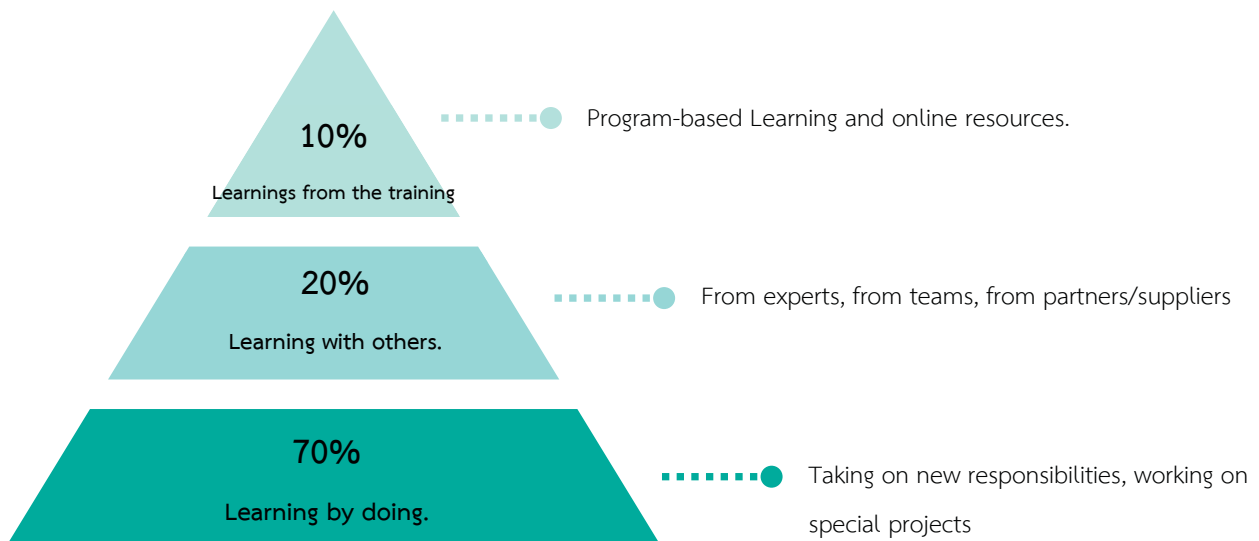 10%
Learnings from the training
Program-based Learning and online resources.
20%
Learning with others.
From experts, from teams, from partners/suppliers
70%
Learning by doing.
Taking on new responsibilities, working on
special projects